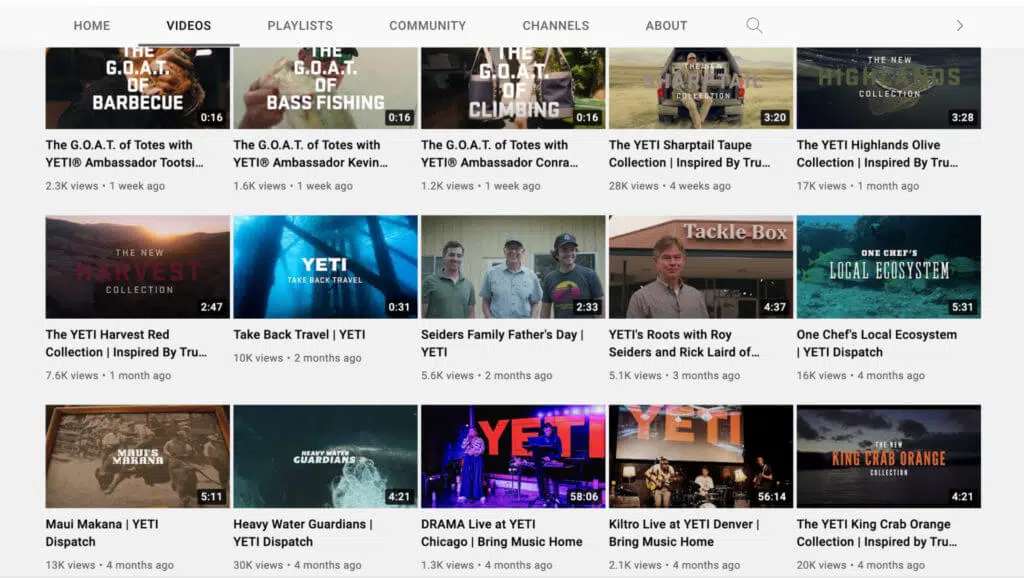 HOME VIDEOS PLAYLISTS COMMUNITY CHANNELS ABOUT
THE
G.O.A.T.
OF
BARBECUE
0:16
THE
G.O.A.T.
OF
BASS FISHING
0:16
THE
G.O.A.T.
OF
CLIMBING
0:16
THE NEW
SHARPTAIL
COLLECTION
3:20
THE NEW
HIGHLANDS
COLLECTION
3:28
The G.O.A.T. of Totes with
YETI® Ambassador Tootsi...
2.3K views • 1 week ago
The G.O.A.T. of Totes with
YETI® Ambassador Kevin...
1.6K views • 1 week ago
The G.O.A.T. of Totes with
YETI® Ambassador Conra...
1.2K views • 1 week ago
The YETI Sharptail Taupe
Collection | Inspired By Tru...
28K views • 4 weeks ago
The YETI Highlands Olive
Collection | Inspired By Tru...
17K views • 1 month ago
THE NEW
HARVEST
COLLECTION
2:47
YETI
TAKE BACK TRAVEL
0:31
2:33
Tackle Box
4:37
ONE CHEF'S
LOCAL ECOSYSTEM
5:31
The YETI Harvest Red
Collection | Inspired By Tru...
7.6K views • 1 month ago
Take Back Travel | YETI
10K views • 2 months ago
Seiders Family Father's Day |
YETI
5.6K views • 2 months ago
YETI's Roots with Roy
Seiders and Rick Laird of...
5.1K views • 3 months ago
One Chef's Local Ecosystem
| YETI Dispatch
16K views • 4 months ago
MAUI'S
MAKANA
5:11
HEAVY WATER
GUARDIANS
4:21
YETI
58:06
YETI
56:14
THE NEW
KING CRAB ORANGE
COLLECTION
4:21
Maui Makana | YETI
Dispatch
13K views • 4 months ago
Heavy Water Guardians |
YETI Dispatch
30K views • 4 months ago
DRAMA Live at YETI
Chicago | Bring Music Home
1.3K views • 4 months ago
Kiltro Live at YETI Denver |
Bring Music Home
2.1K views • 4 months ago
The YETI King Crab Orange
Collection | Inspired by Tru...
20K views • 4 months ago